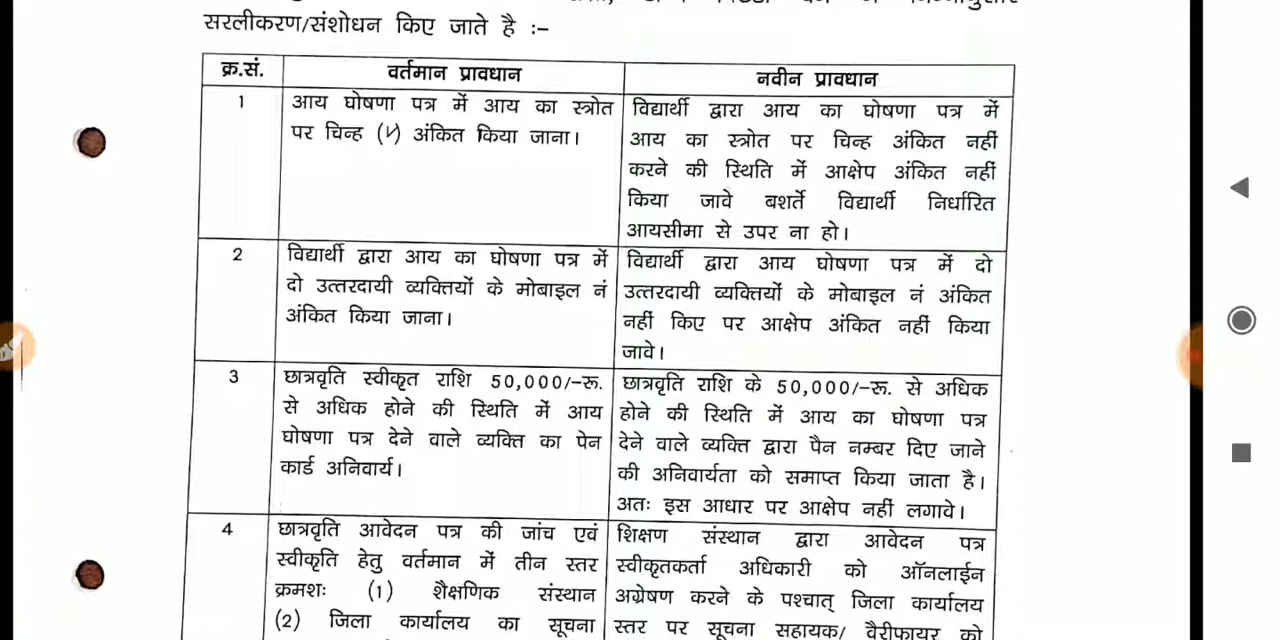 सरलीकरण/संशोधन किए जाते है :–
क्र.सं.
वर्तमान प्रावधान
नवीन प्रावधान
1
आय घोषणा पत्र में आय का स्त्रोत
पर चिन्ह (√) अंकित किया जाना।
विद्यार्थी द्वारा आय का घोषणा पत्र में
आय का स्त्रोत पर चिन्ह अंकित नहीं
करने की स्थिति में आक्षेप अंकित नहीं
किया जावे बशर्ते विद्यार्थी निर्धारित
आयसीमा से उपर ना हो।
2
विद्यार्थी द्वारा आय का घोषणा पत्र में
दो उत्तरदायी व्यक्तियों के मोबाइल नं
अंकित किया जाना।
विद्यार्थी द्वारा आय घोषणा पत्र में दो
उत्तरदायी व्यक्तियों के मोबाइल नं अंकित
नहीं किए पर आक्षेप अंकित नहीं किया
जावे।
3
छात्रवृति स्वीकृत राशि 50,000/–रू.
से अधिक होने की स्थिति में आय
घोषणा पत्र देने वाले व्यक्ति का पेन
कार्ड अनिवार्य।
छात्रवृति राशि के 50,000/–रू. से अधिक
होने की स्थिति में आय का घोषणा पत्र
देने वाले व्यक्ति द्वारा पैन नम्बर दिए जाने
की अनिवार्यता को समाप्त किया जाता है।
अतः इस आधार पर आक्षेप नहीं लगावे।
4
छात्रवृति आवेदन पत्र की जांच एवं
स्वीकृति हेतु वर्तमान में तीन स्तर
क्रमशः (1) शैक्षणिक संस्थान
(2) जिला कार्यालय का सूचना
शिक्षण संस्थान द्वारा आवेदन पत्र
स्वीकृतकर्ता अधिकारी को ऑनलाईन
अग्रेषण करने के पश्चात् जिला कार्यालय
स्तर पर सूचना सहायक/ वैरीफायर को